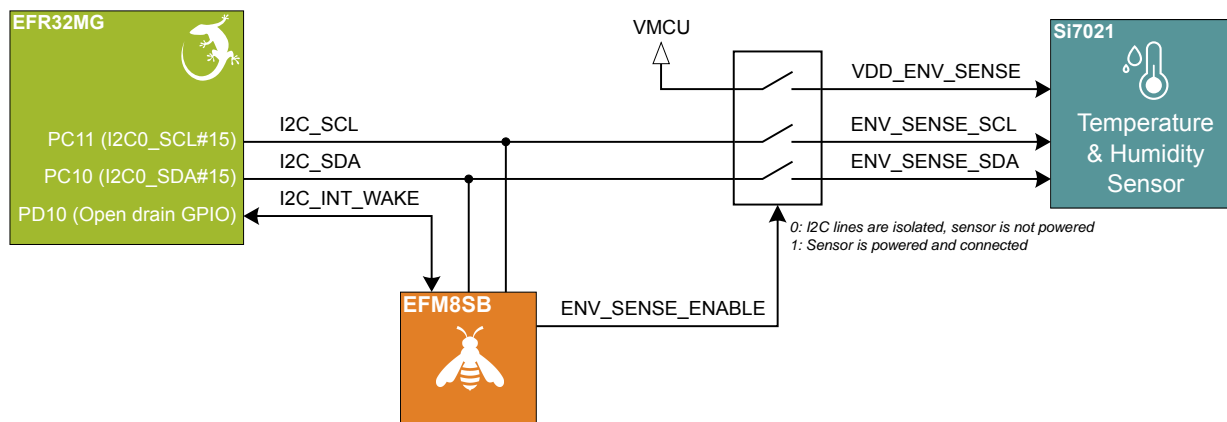 EFR32MG
VMCU
Si7021
VDD_ENV_SENSE
I2C_SCL
ENV_SENSE_SCL
PC11 (I2C0_SCL#15)
I2C_SDA
ENV_SENSE_SDA
PC10 (I2C0_SDA#15)
I2C_INT_WAKE
PD10 (Open drain GPIO)
Temperature
& Humidity
Sensor
0: I2C lines are isolated, sensor is not powered
1: Sensor is powered and connected
EFM8SB
ENV_SENSE_ENABLE